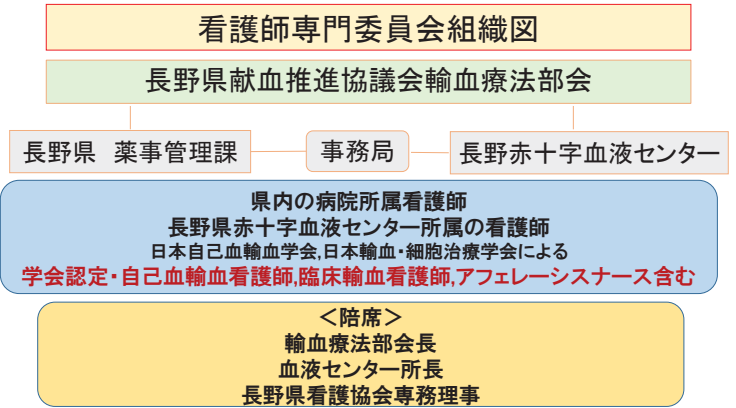 看護師専門委員会組織図
長野県献血推進協議会輸血療法部会
長野県　薬事管理課
事務局
長野赤十字血液センター
県内の病院所属看護師
長野県赤十字血液センター所属の看護師
日本自己血輸血学会,日本輸血・細胞治療学会による
学会認定・自己血輸血看護師,臨床輸血看護師,アフェレーシスナース含む
＜陪席＞
輸血療法部会長
血液センター所長
長野県看護協会専務理事